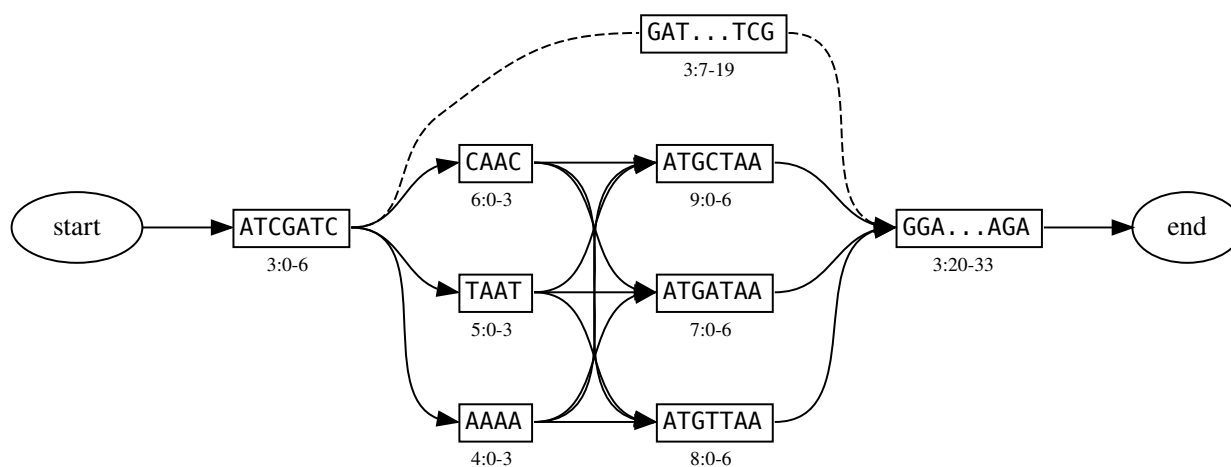 GAT...TCG
3:7-19
CAAC
6:0-3
ATGCTAA
9:0-6
start
ATCGATC
3:0-6
GGA...AGA
3:20-33
end
TAAT
5:0-3
ATGATAA
7:0-6
AAAA
4:0-3
ATGTTAA
8:0-6